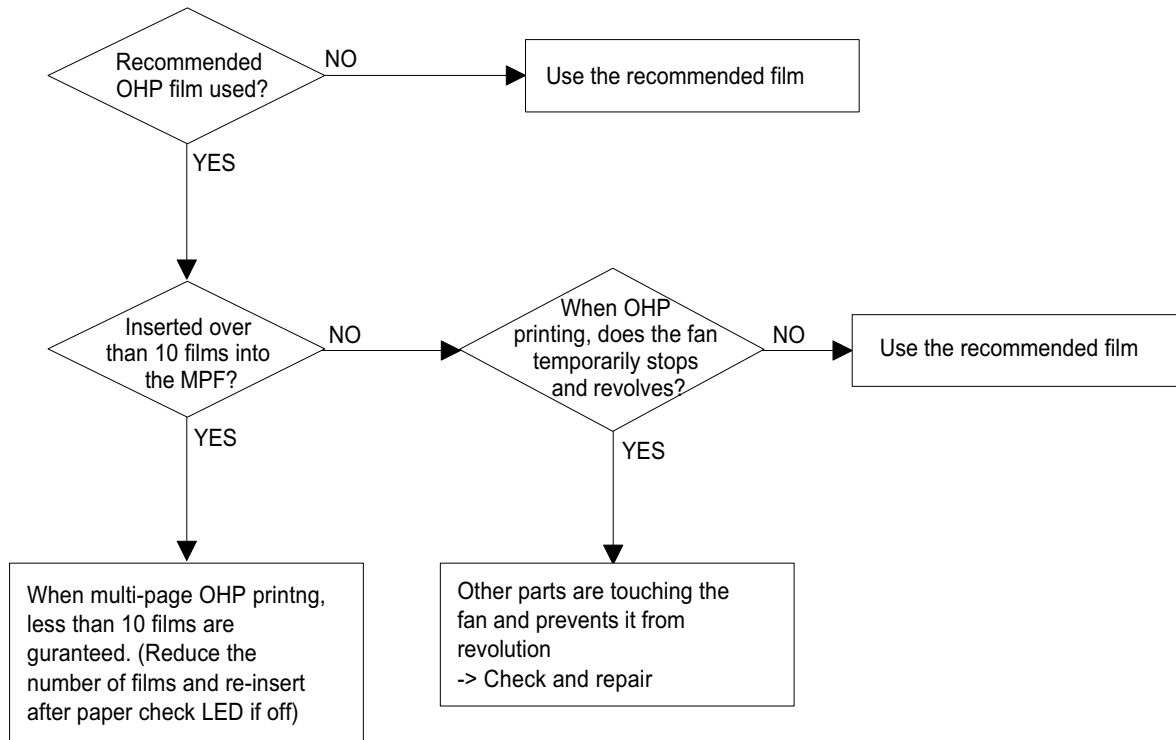 Recommended
OHP film used?
NO
Use the recommended film
YES
Inserted over
than 10 films into
the MPF?
NO
When OHP
printing, does the fan
temporarily stops
and revolves?
NO
Use the recommended film
YES
YES
When multi-page OHP printng,
less than 10 films are
guranteed. (Reduce the
number of films and re-insert
after paper check LED if off)
Other parts are touching the
fan and prevents it from
revolution
-> Check and repair